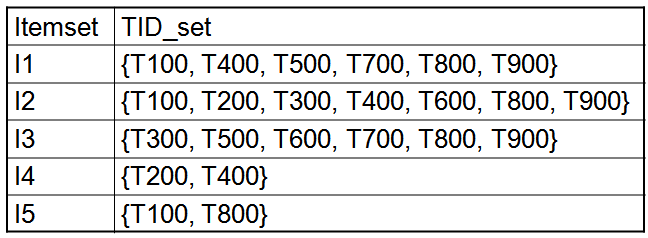 Itemset TID_set
I1 {T100, T400, T500, T700, T800, T900}
I2 {T100, T200, T300, T400, T600, T800, T900}
I3 {T300, T500, T600, T700, T800, T900}
I4 {T200, T400}
I5 {T100, T800}